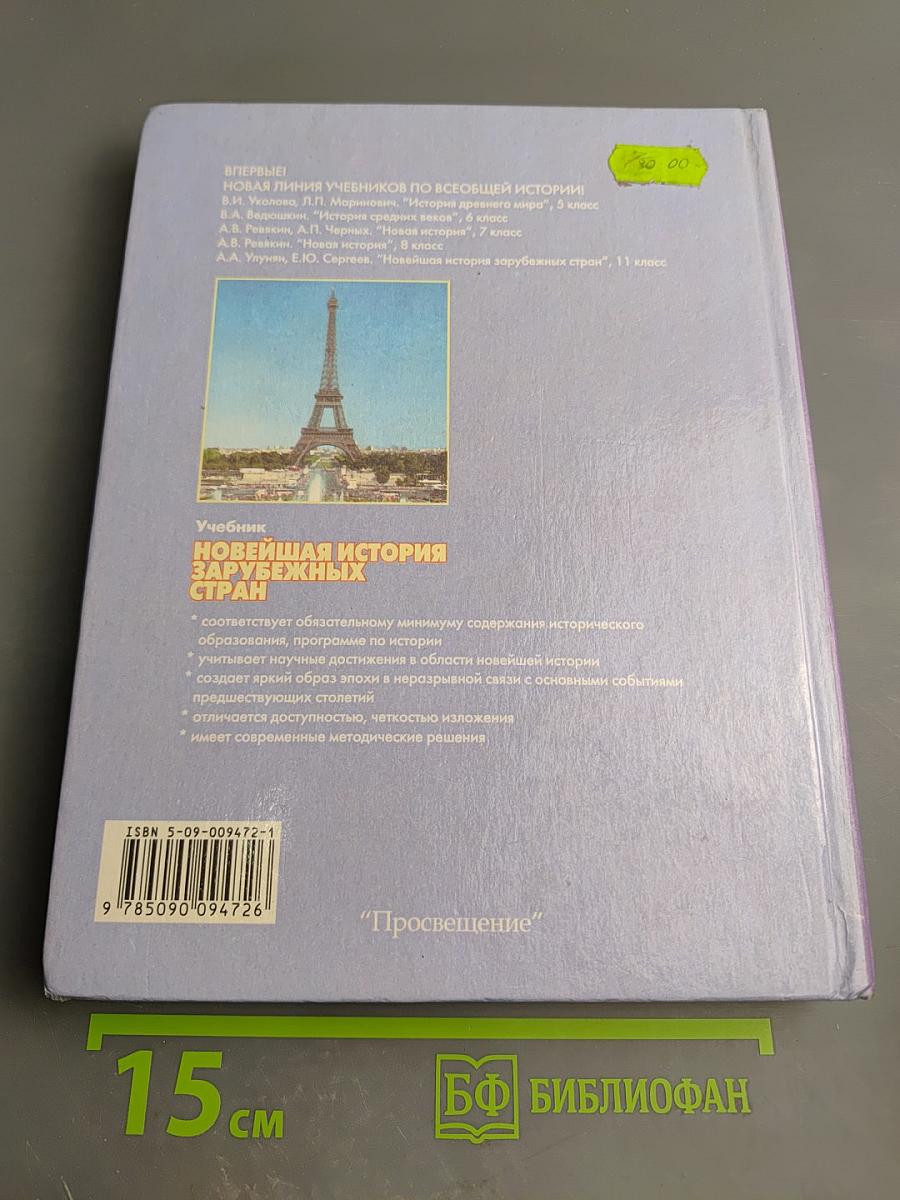 ВПЕРВЫЕ!
НОВАЯ ЛИНИЯ УЧЕБНИКОВ ПО ВСЕОБЩЕЙ ИСТОРИИ!
В.И. Уколова, Л.П. Маринович. "История древнего мира", 5 класс
В.А. Ведюшкин. "История средних веков", 6 класс
А.В. Ревякин, А.П. Черных. "Новая история", 7 класс
А.В. Ревякин. "Новая история", 8 класс
А.А. Улунян, Е.Ю. Сергеев. "Новейшая история зарубежных стран", 11 класс
Учебник
НОВЕЙШАЯ ИСТОРИЯ
ЗАРУБЕЖНЫХ
СТРАН
* соответствует обязательному минимуму содержания исторического
образования, программе по истории
* учитывает научные достижения в области новейшей истории
* создает яркий образ эпохи в неразрывной связи с основными событиями
предшествующих столетий
* отличается доступностью, четкостью изложения
* имеет современные методические решения
ISBN 5-09-009472-1
9 785090 094726
"Просвещение"
15 см
БФ БИБЛИОФАН